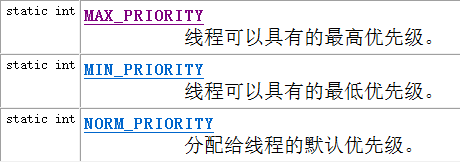 static int MAX_PRIORITY
线程可以具有的最高优先级。
static int MIN_PRIORITY
线程可以具有的最低优先级。
static int NORM_PRIORITY
分配给线程的默认优先级。